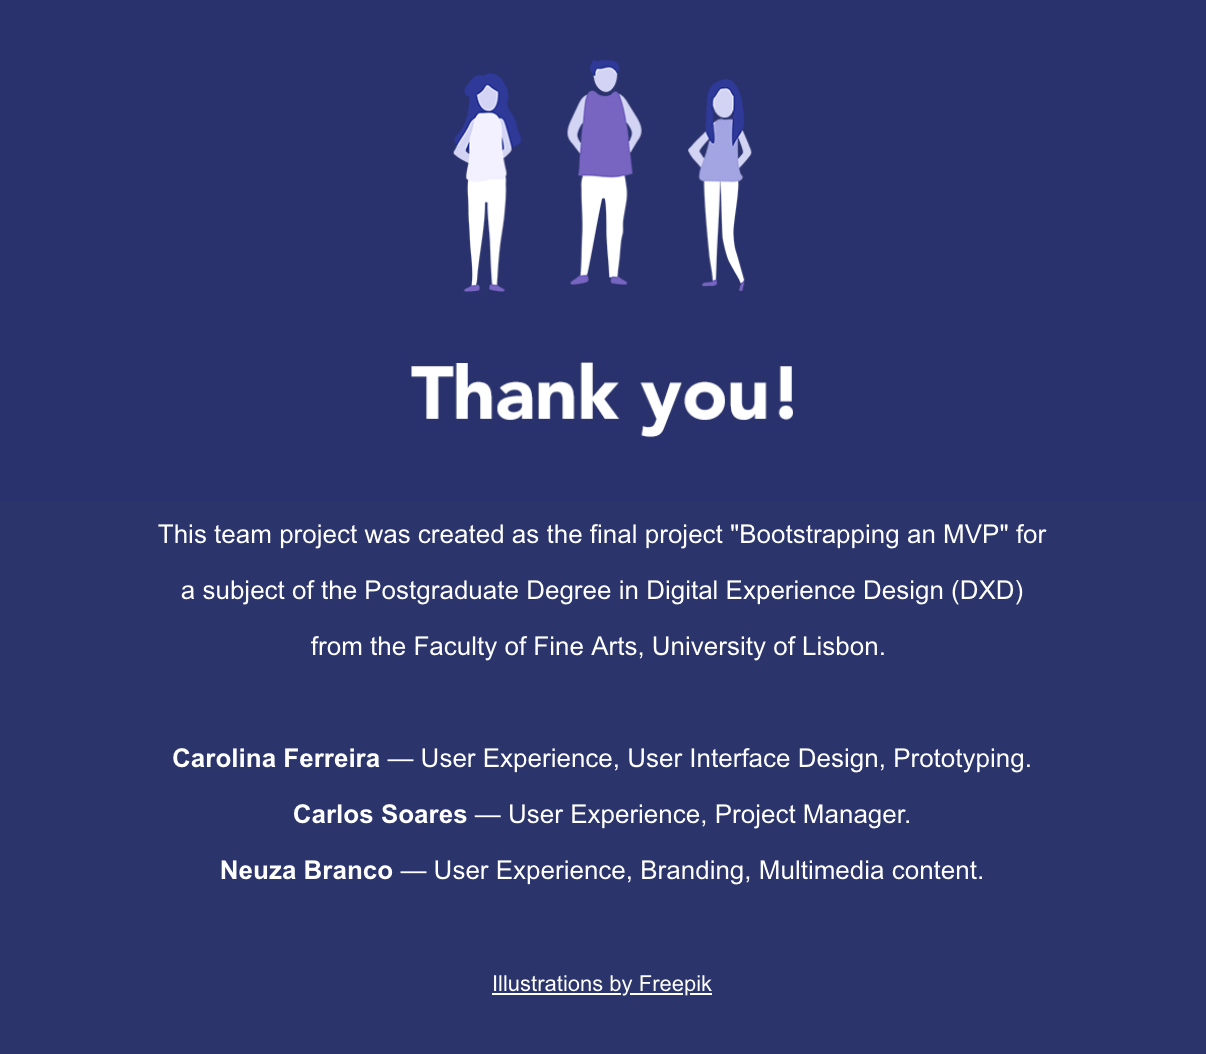 Thank you!
This team project was created as the final project "Bootstrapping an MVP" for
a subject of the Postgraduate Degree in Digital Experience Design (DXD)
from the Faculty of Fine Arts, University of Lisbon.
Carolina Ferreira — User Experience, User Interface Design, Prototyping.
Carlos Soares — User Experience, Project Manager.
Neuza Branco — User Experience, Branding, Multimedia content.
Illustrations by Freepik